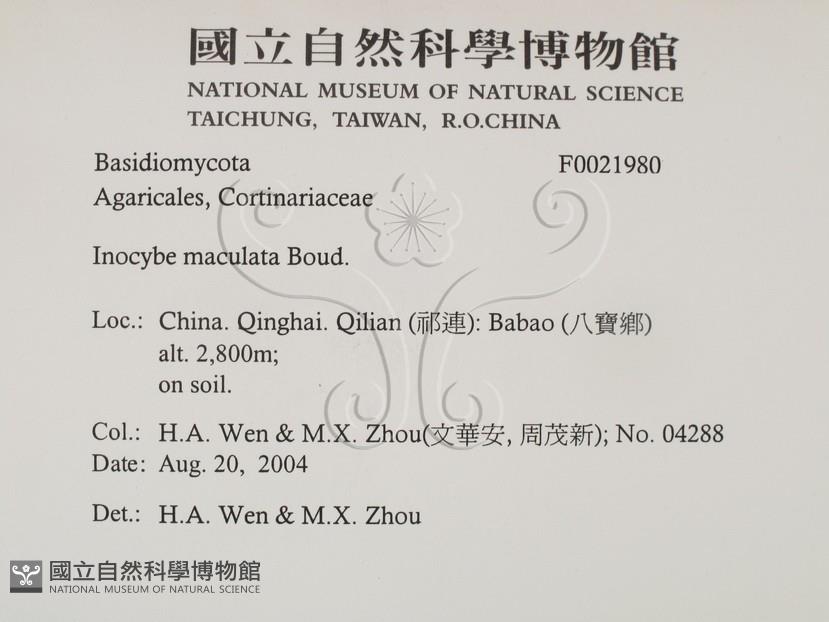 國立自然科學博物館
NATIONAL MUSEUM OF NATURAL SCIENCE
TAICHUNG, TAIWAN, R.O.CHINA
Basidiomycota F0021980
Agaricales, Cortinariaceae
Inocybe maculata Boud.
Loc.: China. Qinghai. Qilian (祁連): Babao (八寶鄉)
alt. 2,800m;
on soil.
Col.: H.A. Wen & M.X. Zhou(文華安, 周茂新); No. 04288
Date: Aug. 20, 2004
Det.: H.A. Wen & M.X. Zhou
國立自然科學博物館
NATIONAL MUSEUM OF NATURAL SCIENCE